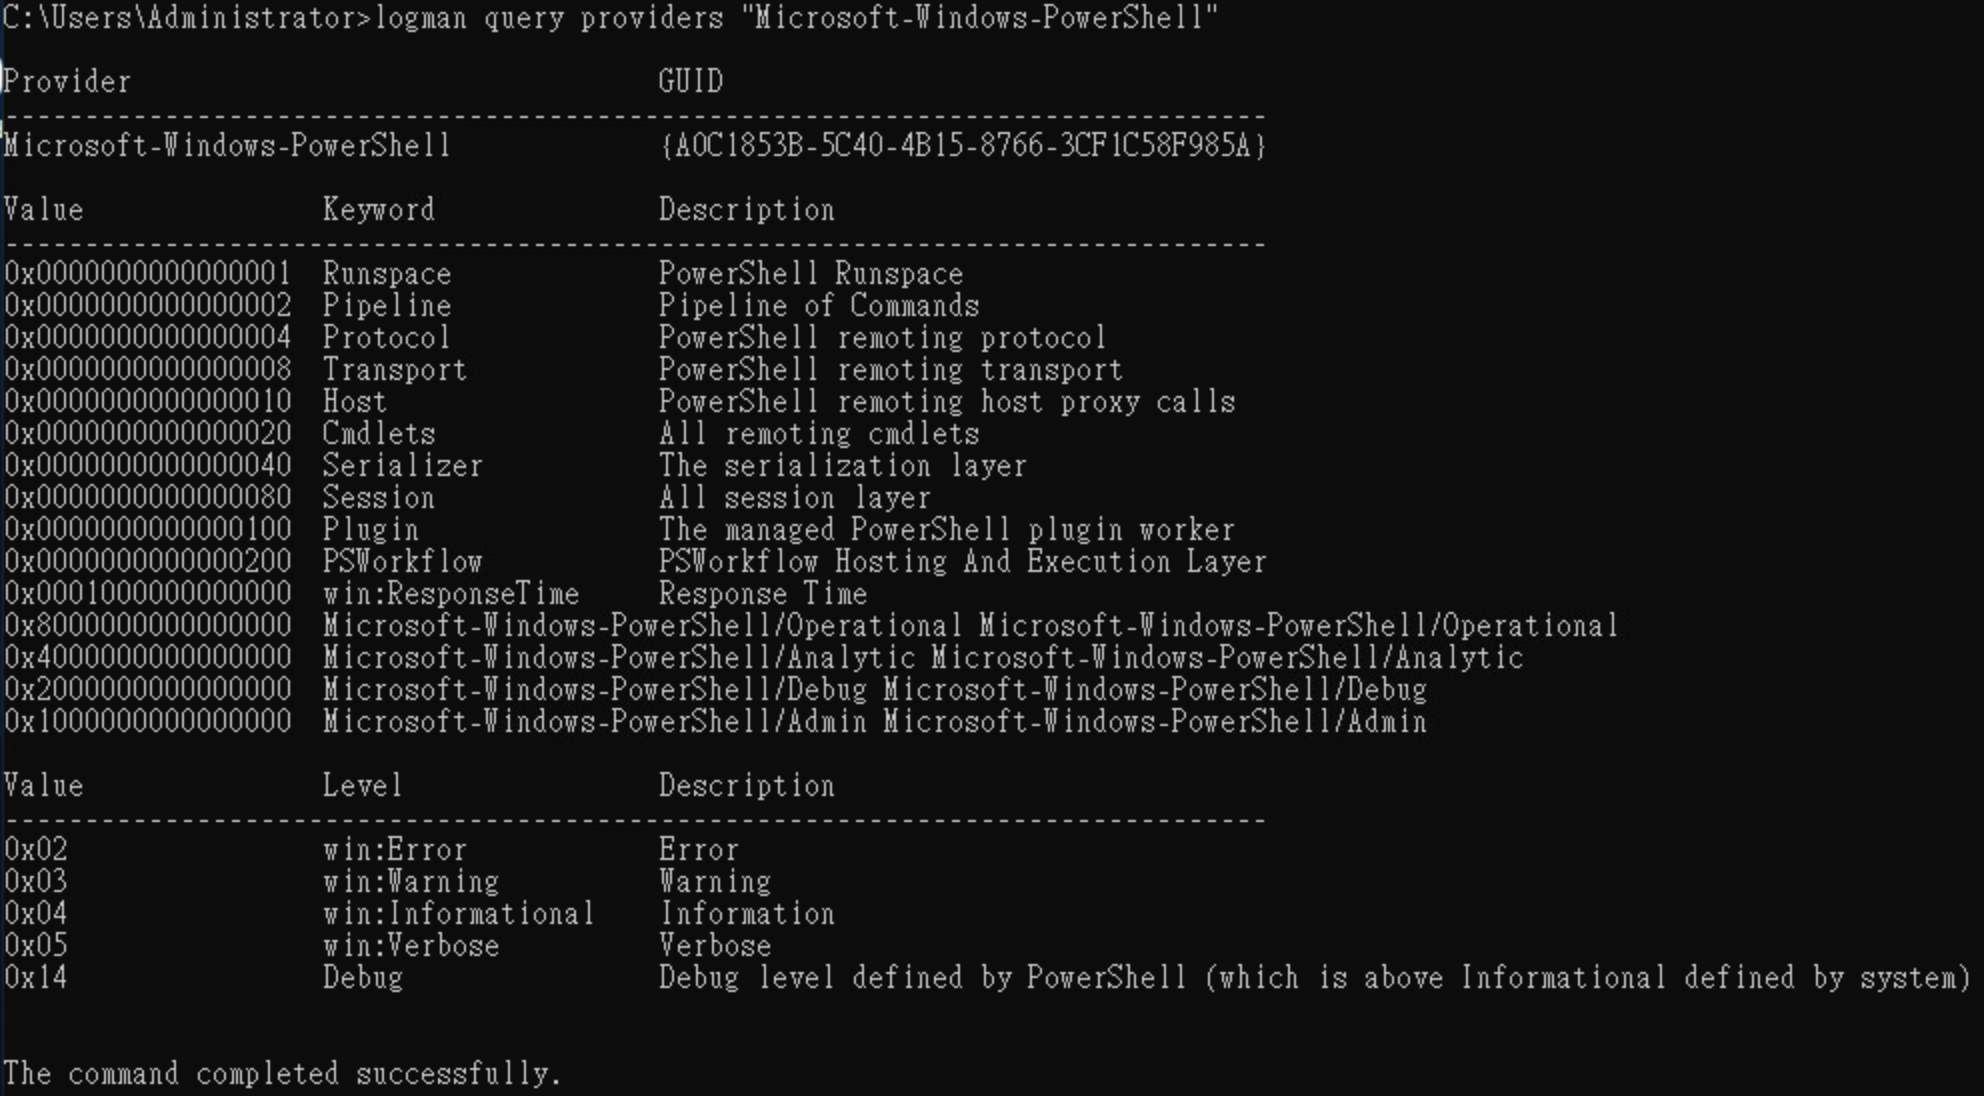 C:\Users\Administrator>logman query providers "Microsoft-Windows-PowerShell"
Provider                                 GUID
-------------------------------------------------------------------------------
Microsoft-Windows-PowerShell             {A0C1853B-5C40-4B15-8766-3CF1C58F985A}
Value               Keyword              Description
-------------------------------------------------------------------------------
0x0000000000000001  Runspace             PowerShell Runspace
0x0000000000000002  Pipeline             Pipeline of Commands
0x0000000000000004  Protocol             PowerShell remoting protocol
0x0000000000000008  Transport            PowerShell remoting transport
0x0000000000000010  Host                 PowerShell remoting host proxy calls
0x0000000000000020  Cmdlets              All remoting cmdlets
0x0000000000000040  Serializer           The serialization layer
0x0000000000000080  Session              All session layer
0x0000000000000100  Plugin               The managed PowerShell plugin worker
0x0000000000000200  PSWorkflow           PSWorkflow Hosting And Execution Layer
0x0001000000000000  win:ResponseTime     Response Time
0x8000000000000000  Microsoft-Windows-PowerShell/Operational Microsoft-Windows-PowerShell/Operational
0x4000000000000000  Microsoft-Windows-PowerShell/Analytic Microsoft-Windows-PowerShell/Analytic
0x2000000000000000  Microsoft-Windows-PowerShell/Debug Microsoft-Windows-PowerShell/Debug
0x1000000000000000  Microsoft-Windows-PowerShell/Admin Microsoft-Windows-PowerShell/Admin
Value               Level                Description
-------------------------------------------------------------------------------
0x02                win:Error            Error
0x03                win:Warning          Warning
0x04                win:Informational    Information
0x05                win:Verbose          Verbose
0x14                Debug                Debug level defined by PowerShell (which is above Informational defined by system)
The command completed successfully.